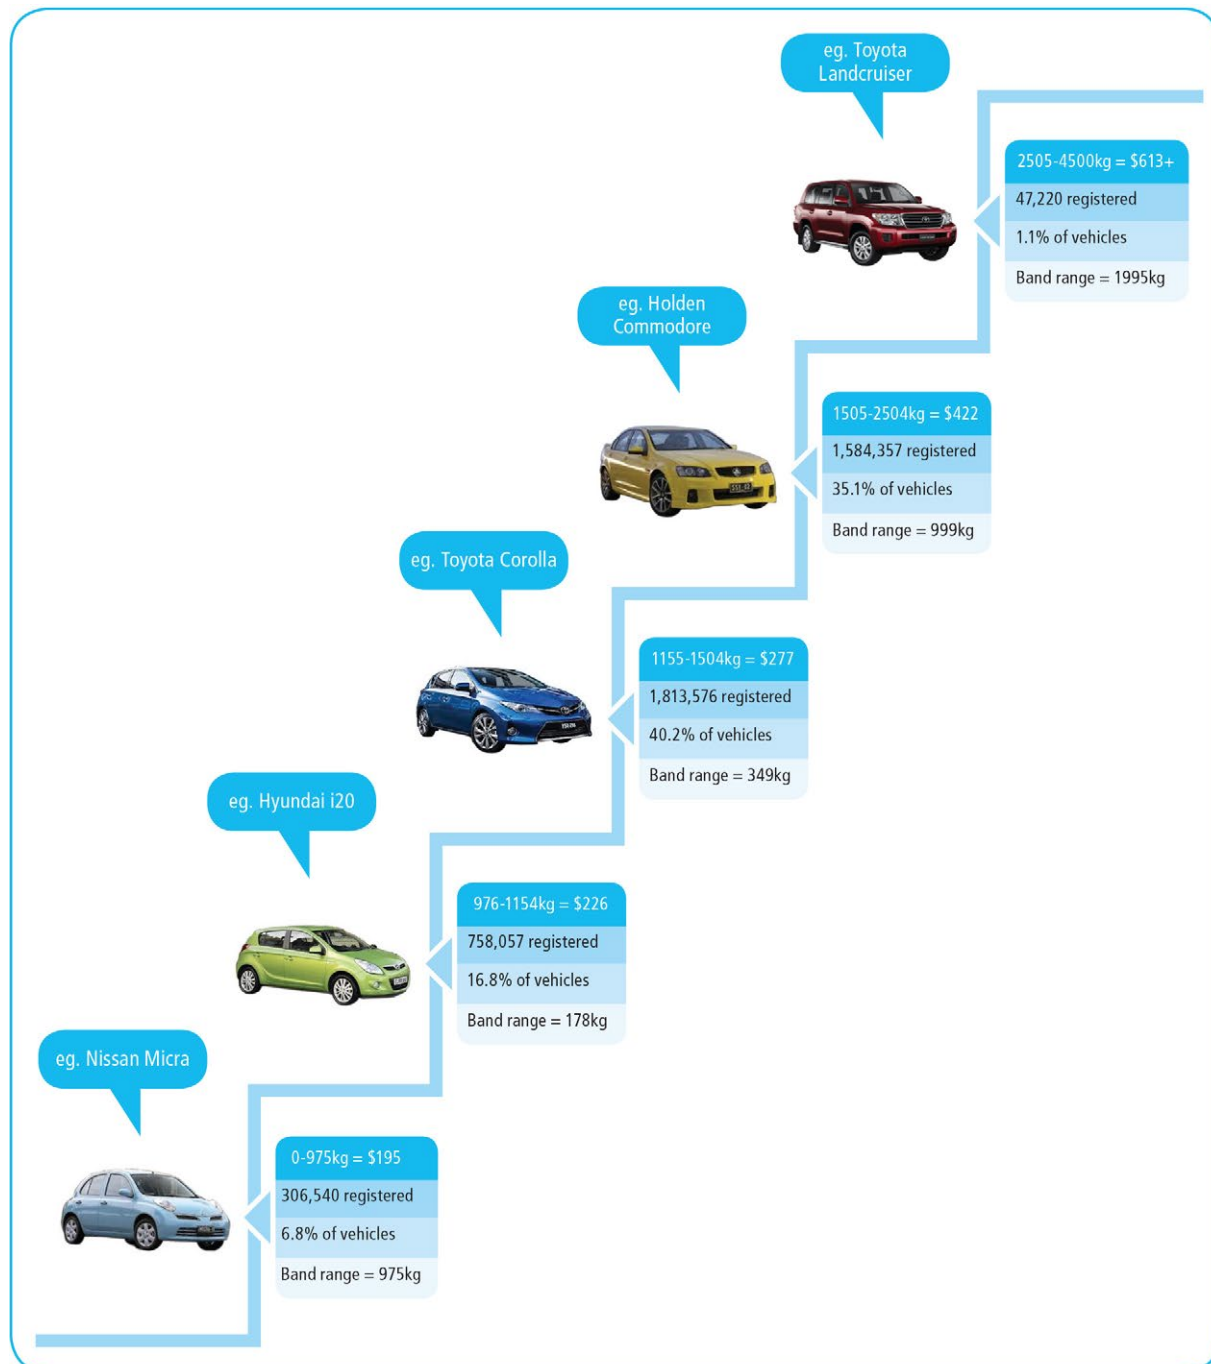 eg. Toyota
Landcruiser
2505-4500kg = $613+
47,220 registered
1.1% of vehicles
Band range = 1995kg
eg. Holden
Commodore
1505-2504kg = $422
1,584,357 registered
35.1% of vehicles
Band range = 999kg
eg. Toyota Corolla
1155-1504kg = $277
1,813,576 registered
40.2% of vehicles
Band range = 349kg
eg. Hyundai i20
976-1154kg = $226
758,057 registered
16.8% of vehicles
Band range = 178kg
eg. Nissan Micra
0-975kg = $195
306,540 registered
6.8% of vehicles
Band range = 975kg